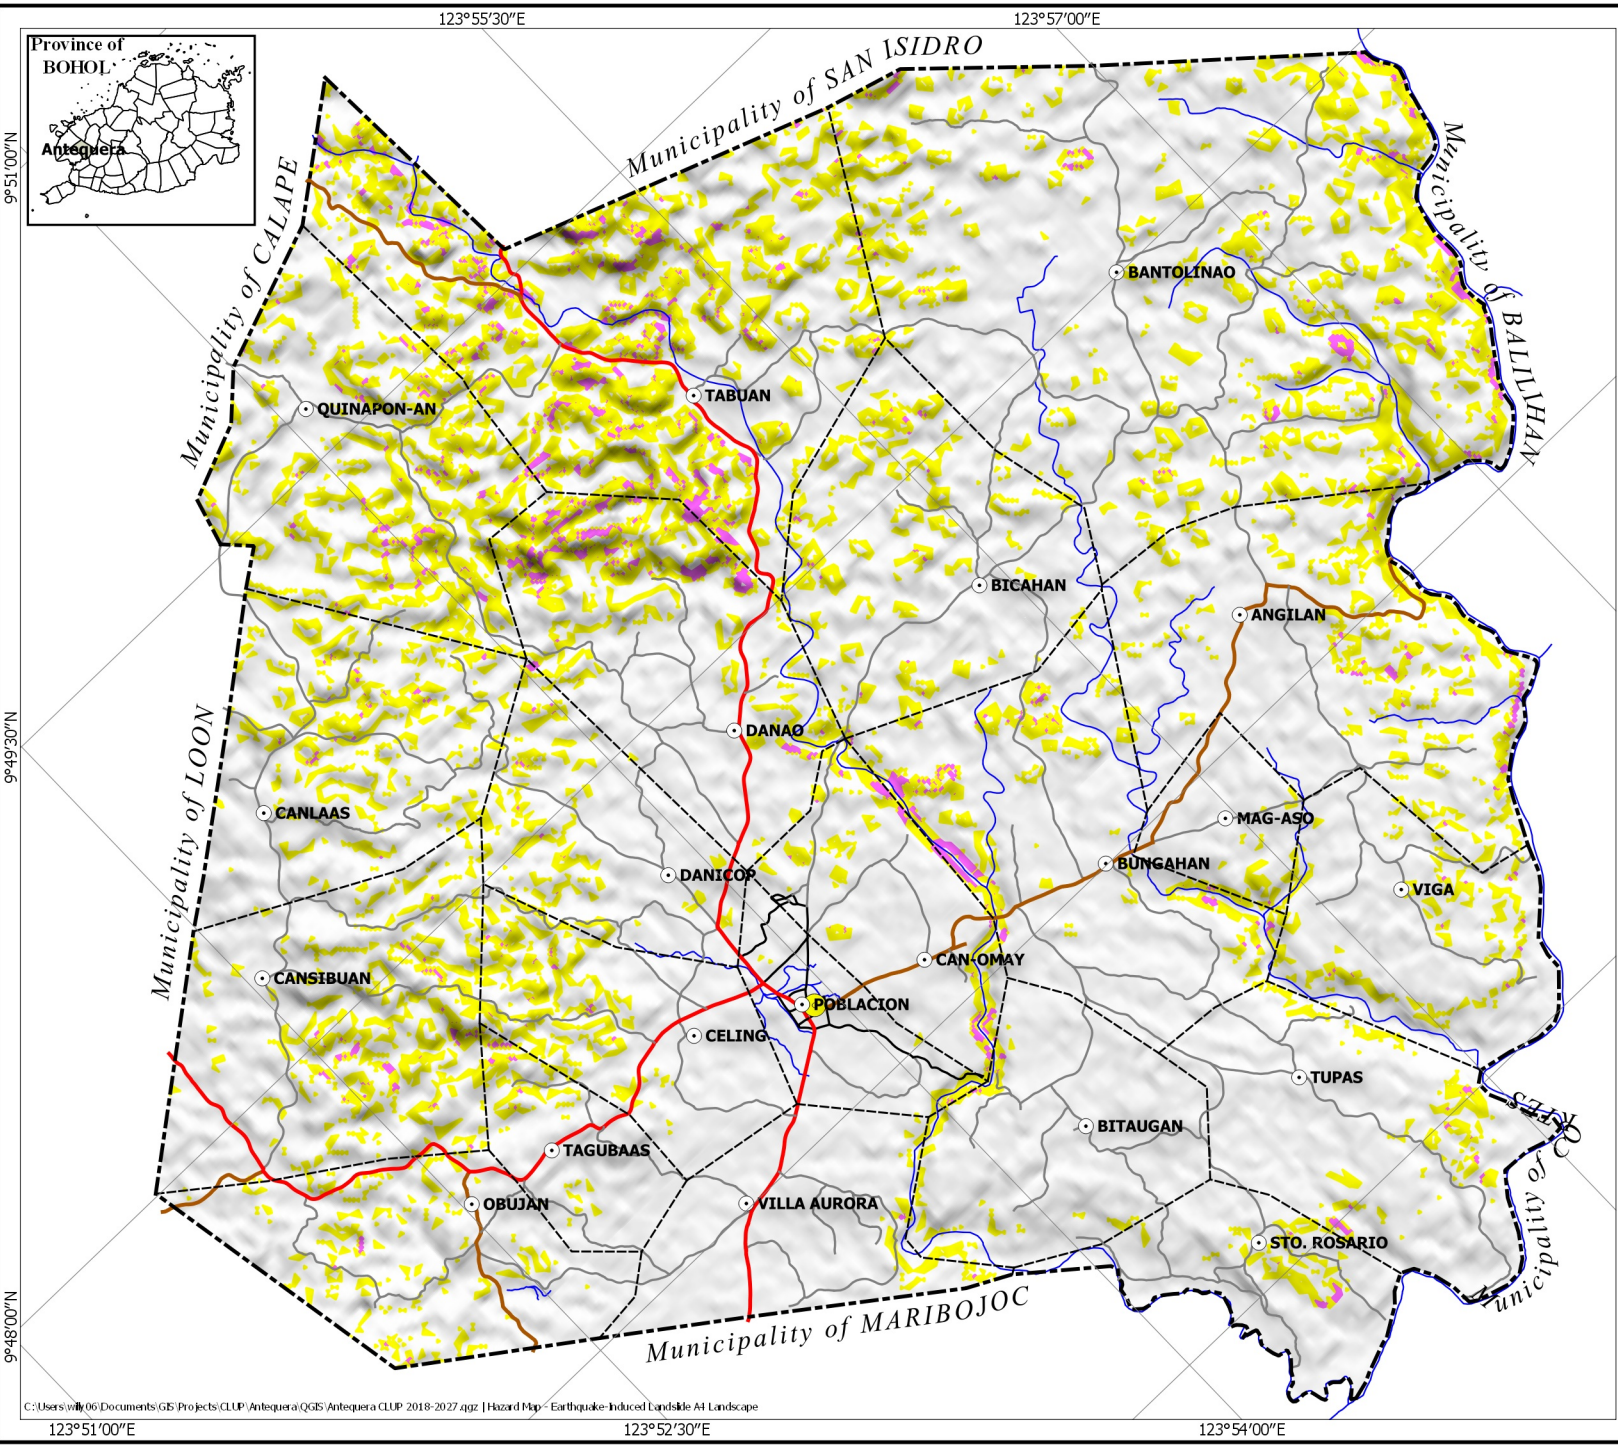 123°55'30"E
123°57'00"E
Province of
BOHOL
Antequera
Municipality of SAN ISIDRO
9°51'00"N
Municipality of CALAPE
Municipality of BALILIHAN
BANTOLINAO
TABUAN
QUINAPON-AN
BICAHAN
ANGILAN
9°49'30"N
Municipality of LOON
DANAO
CANLAAS
MAG-ASO
BUNGAHAN
DANICOP
VIGA
CAN-OMAY
CANSIBUAN
POBLACION
CELING
TUPAS
Municipality of CORTES
BITAUGAN
TAGUBAAS
OBUJAN
VILLA AURORA
STO. ROSARIO
9°48'00"N
Municipality of MARIBOJOC
C:\Users\willy06\Documents\GIS\Projects\CLUP\Antequera\QGIS\Antequera CLUP 2018-2027.qgz | Hazard Map - Earthquake-Induced Landslide A4 Landscape
123°51'00"E
123°52'30"E
123°54'00"E